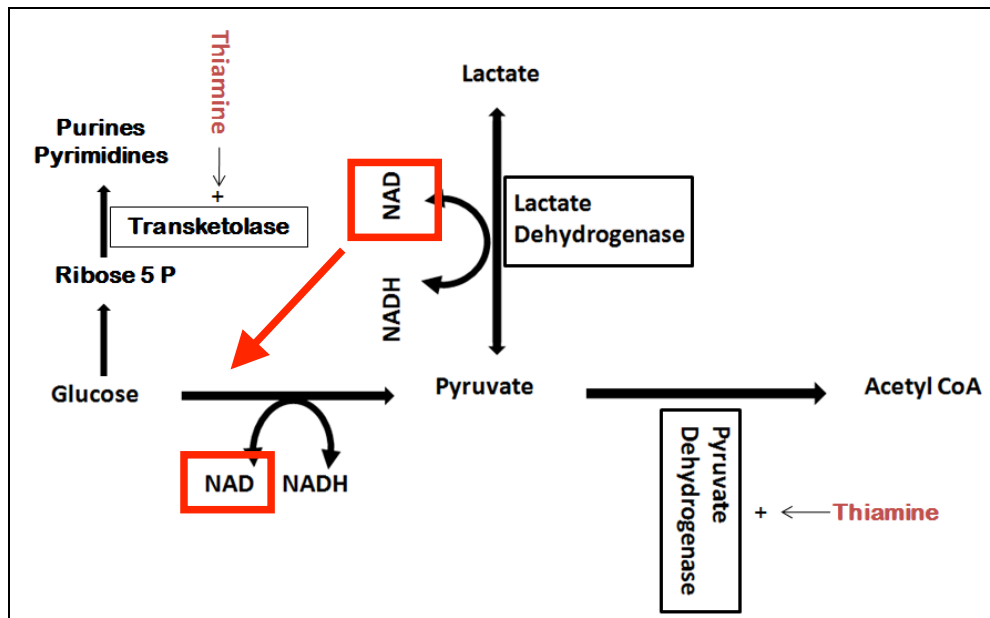 Thiamine
Lactate
Purines
Pyrimidines
+
Transketolase
NAD
Lactate
Dehydrogenase
Ribose 5 P
NADH
Glucose
Pyruvate
Acetyl CoA
NAD
NADH
Pyruvate
Dehydrogenase
+
Thiamine